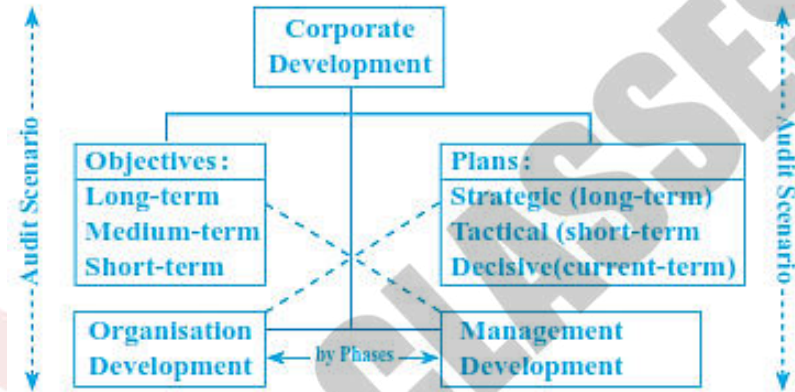 Corporate
Development
Audit Scenario
Objectives:
Long-term
Medium-term
Short-term
Plans:
Strategic (long-term)
Tactical (short-term
Decisive(current-term)
Audit Scenario
Organisation
Development
by Phases
Management
Development
CLASSES